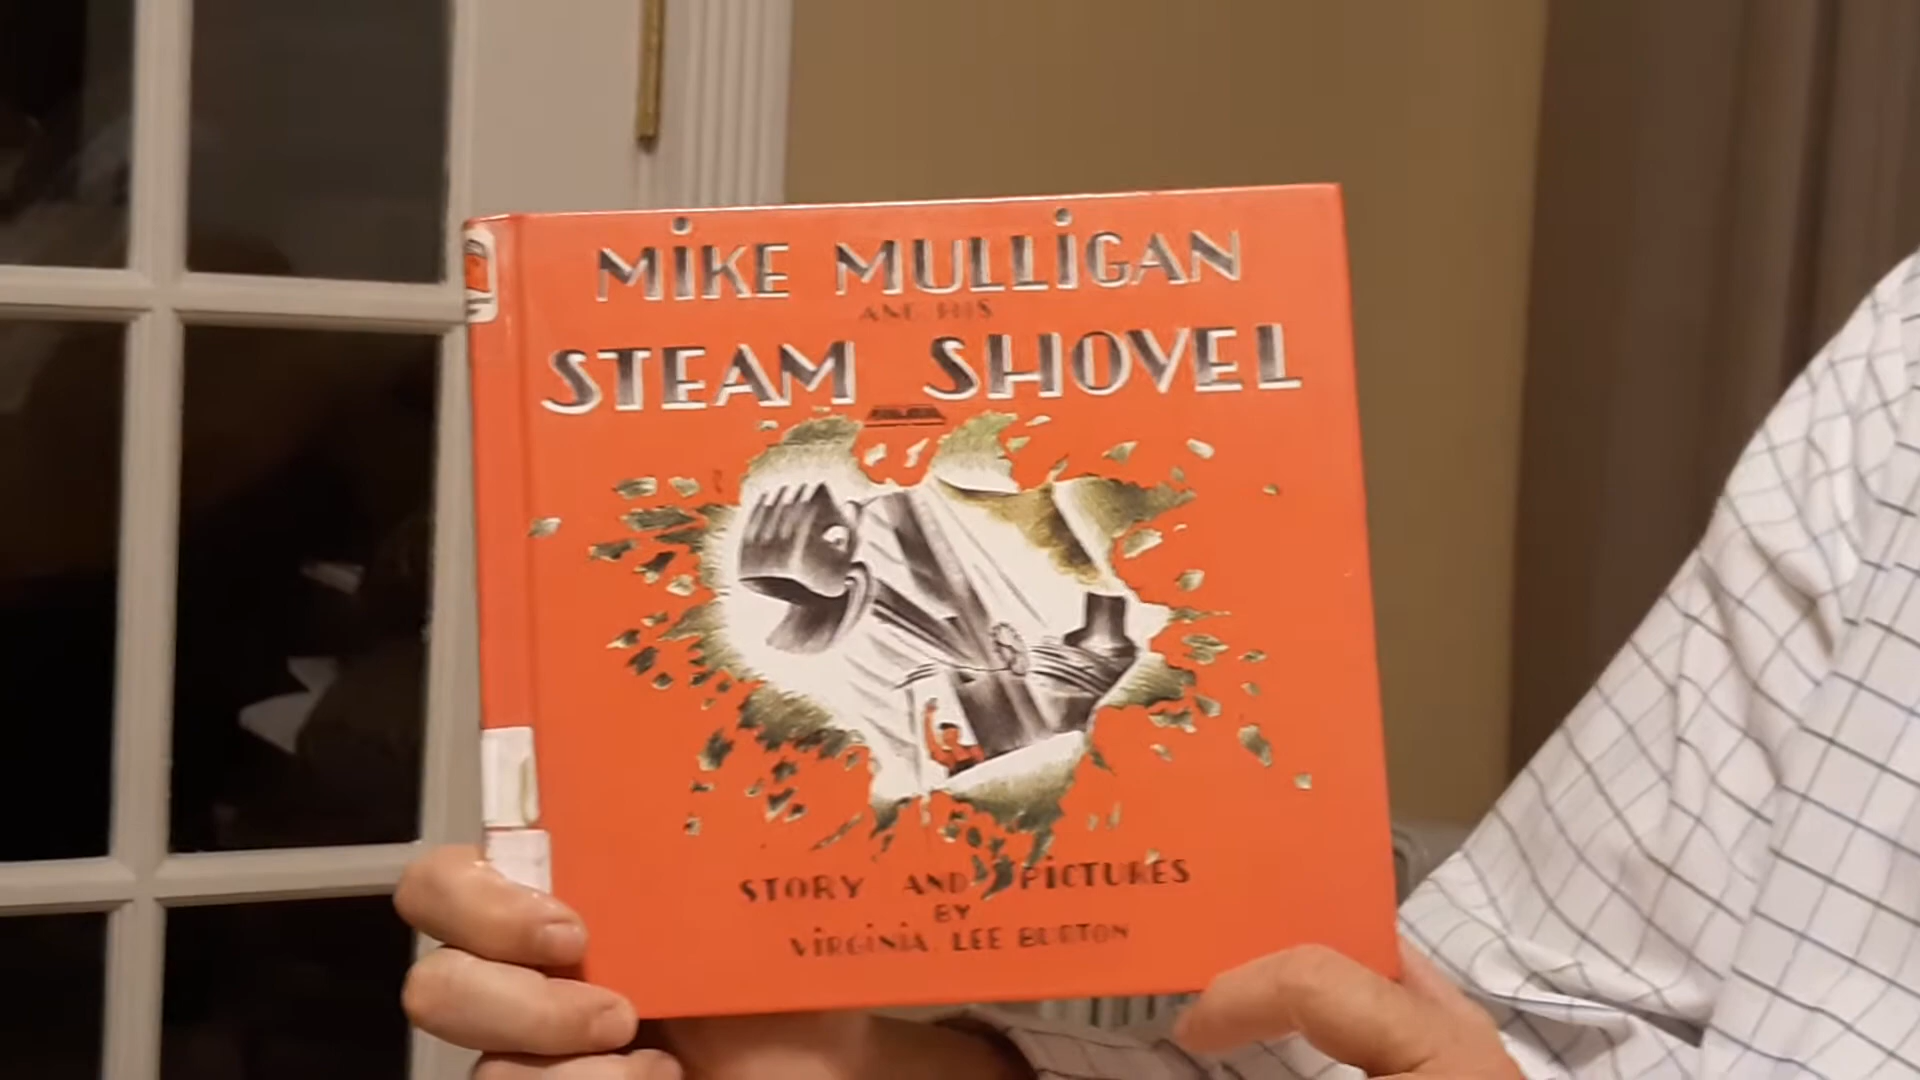 MiKE MULLiGAN
AND HIS
STEAM SHOVEL
STORY AND PiCTURES
BY
ViRGiNiA LEE BURTON